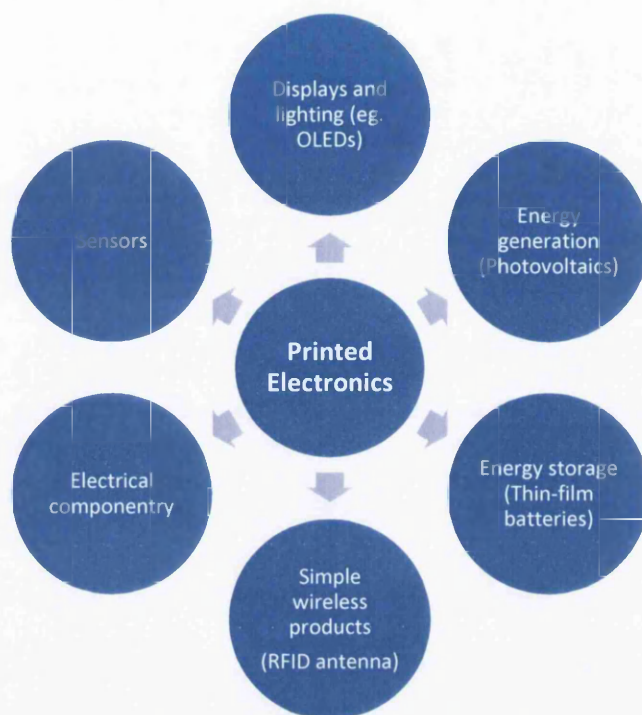 Displays and
lighting (eg.
OLEDs)
Sensors
Energy
generation
(Photovoltaics)
Printed
Electronics
Electrical
componentry
Energy storage
(Thin-film
batteries)
Simple
wireless
products
(RFID antenna)